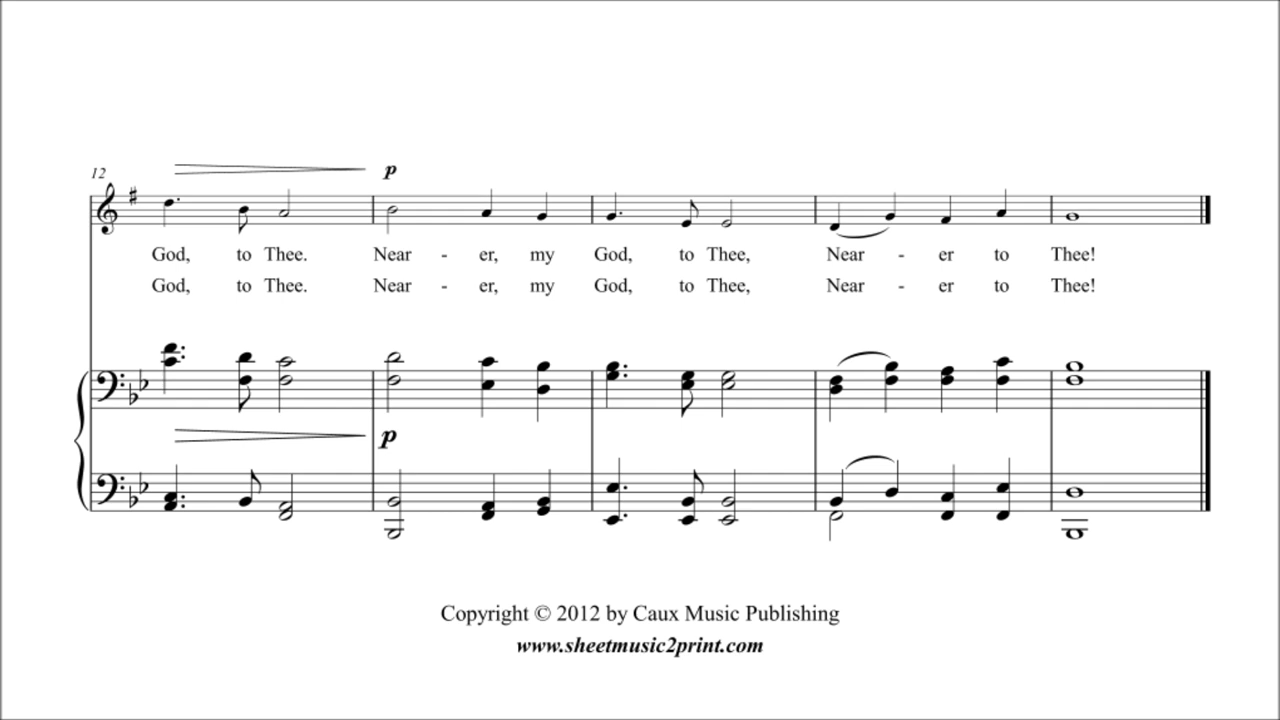 12
p
God, to Thee. Near - er, my God, to Thee, Near - er to Thee!
God, to Thee. Near - er, my God, to Thee, Near - er to Thee!
p
Copyright © 2012 by Caux Music Publishing
www.sheetmusic2print.com